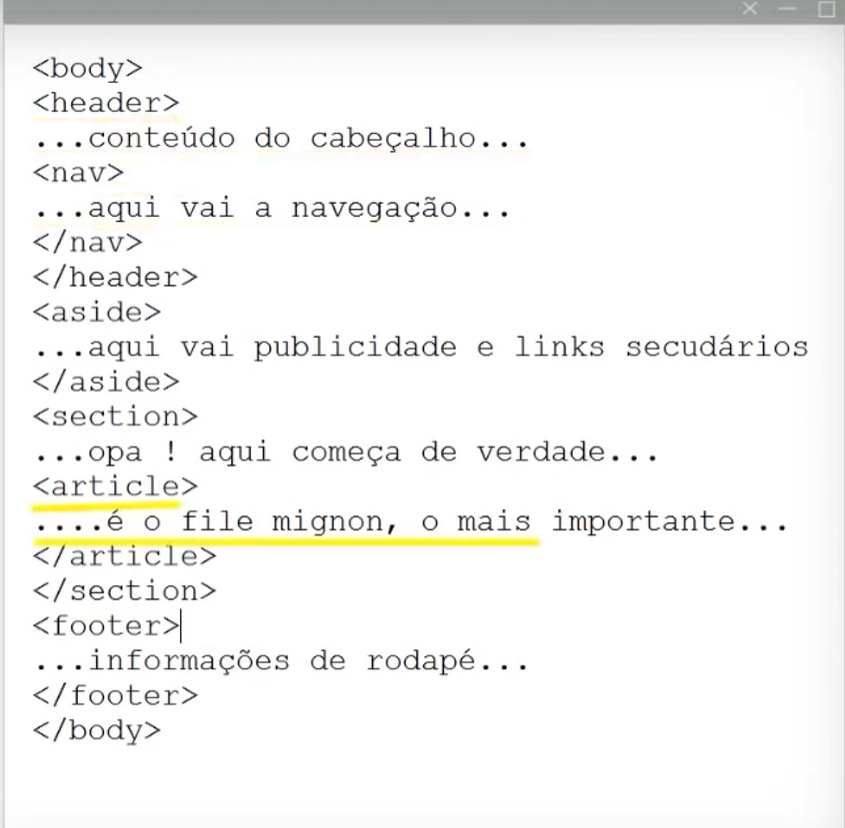 <body>
<header>
...conteúdo do cabeçalho...
<nav>
...aqui vai a navegação...
</nav>
</header>
<aside>
...aqui vai publicidade e links secudários
</aside>
<section>
...opa ! aqui começa de verdade...
<article>
....é o file mignon, o mais importante...
</article>
</section>
<footer>
...informações de rodapé...
</footer>
</body>